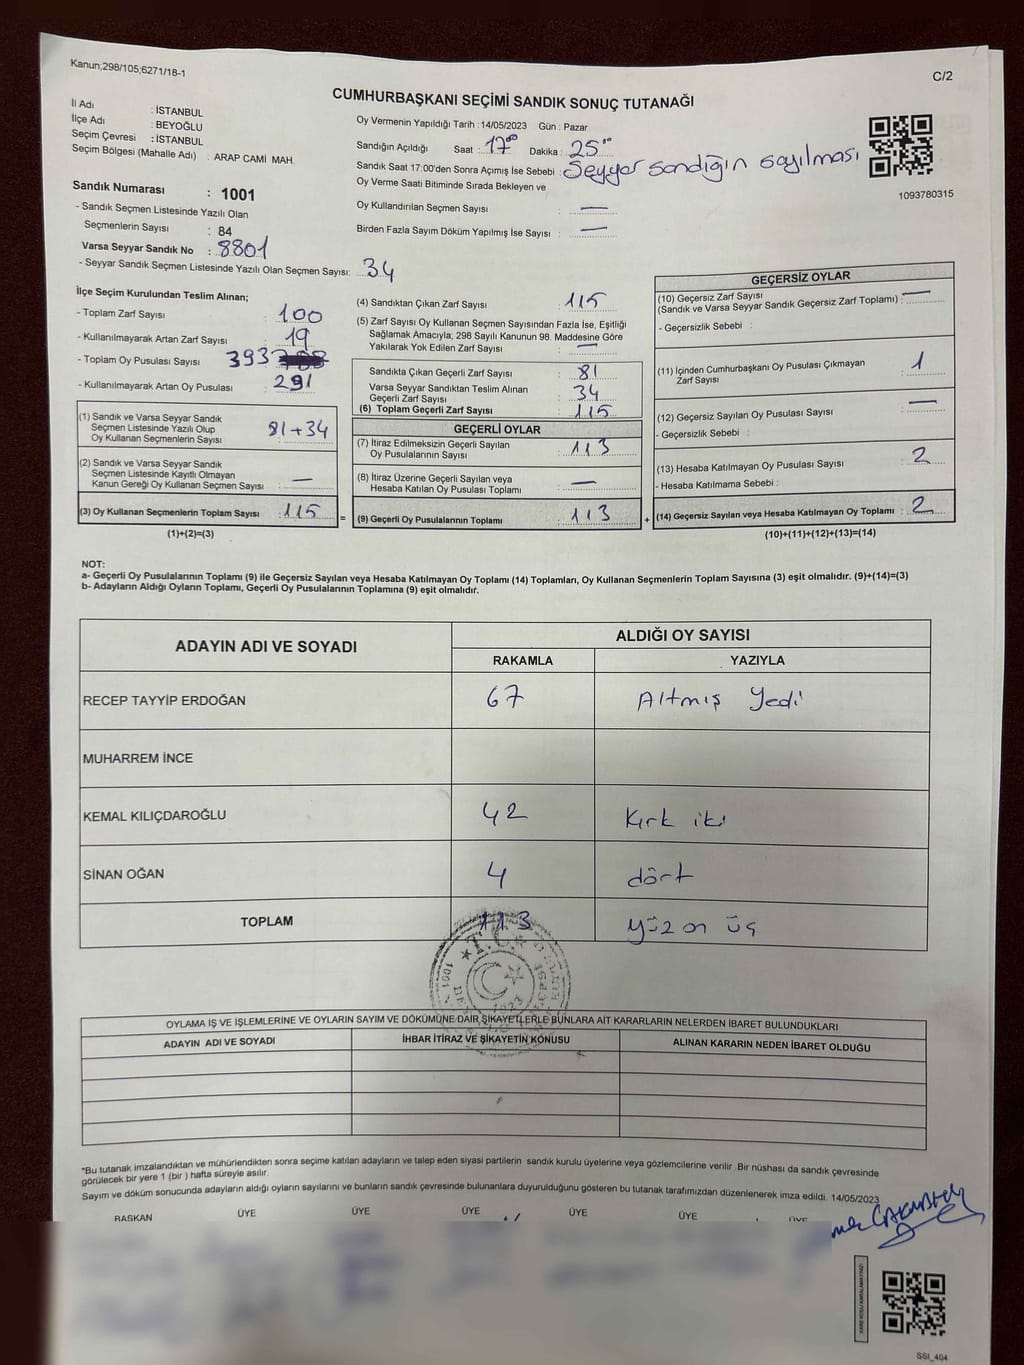 Kanun;298/105;6271/18-1
C/2
CUMHURBAŞKANI SEÇİMİ SANDIK SONUÇ TUTANAĞI
İl Adı : İSTANBUL
İlçe Adı : BEYOĞLU
Seçim Çevresi : İSTANBUL
Seçim Bölgesi (Mahalle Adı) : ARAP CAMİ MAH.
Oy Vermenin Yapıldığı Tarih : 14/05/2023 Gün : Pazar
Sandığın Açıldığı Saat : 17⁰⁰ Dakika : 25⁰⁰
Sandık Saat 17:00'den Sonra Açımış İse Sebebi : Seyyar sandığın sayılması
Oy Verme Saati Bitiminde Sırada Bekleyen ve
Oy Kullandırılan Seçmen Sayısı : —
Birden Fazla Sayım Döküm Yapılmış İse Sayısı : —
1093780315
Sandık Numarası : 1001
- Sandık Seçmen Listesinde Yazılı Olan
Seçmenlerin Sayısı : 84
Varsa Seyyar Sandık No : 8801
- Seyyar Sandık Seçmen Listesinde Yazılı Olan Seçmen Sayısı: 34
İlçe Seçim Kurulundan Teslim Alınan;
- Toplam Zarf Sayısı : 100
- Kullanılmayarak Artan Zarf Sayısı : 19
- Toplam Oy Pusulası Sayısı 393
- Kullanılmayarak Artan Oy Pusulası : 291
(1) Sandık ve Varsa Seyyar Sandık
Seçmen Listesinde Yazılı Olup
Oy Kullanan Seçmenlerin Sayısı 81+34
(2) Sandık ve Varsa Seyyar Sandık
Seçmen Listesinde Kayıtlı Olmayan
Kanun Gereği Oy Kullanan Seçmen Sayısı : —
(3) Oy Kullanan Seçmenlerin Toplam Sayısı : 115
(1)+(2)=(3)
=
(4) Sandıktan Çıkan Zarf Sayısı : 115
(5) Zarf Sayısı Oy Kullanan Seçmen Sayısından Fazla İse, Eşitliği
Sağlamak Amacıyla; 298 Sayılı Kanunun 98. Maddesine Göre
Yakılarak Yok Edilen Zarf Sayısı : —
Sandıkta Çıkan Geçerli Zarf Sayısı : 81
Varsa Seyyar Sandıktan Teslim Alınan
Geçerli Zarf Sayısı : 34
(6) Toplam Geçerli Zarf Sayısı : 115
GEÇERLİ OYLAR
(7) İtiraz Edilmeksizin Geçerli Sayılan
Oy Pusulalarının Sayısı : 113
(8) İtiraz Üzerine Geçerli Sayılan veya
Hesaba Katılan Oy Pusulası Toplamı : —
(9) Geçerli Oy Pusulalarının Toplamı : 113
+
GEÇERSİZ OYLAR
(10) Geçersiz Zarf Sayısı
(Sandık ve Varsa Seyyar Sandık Geçersiz Zarf Toplamı) : —
- Geçersizlik Sebebi :
(11) İçinden Cumhurbaşkanı Oy Pusulası Çıkmayan
Zarf Sayısı : 1
(12) Geçersiz Sayılan Oy Pusulası Sayısı : —
- Geçersizlik Sebebi :
(13) Hesaba Katılmayan Oy Pusulası Sayısı : 2
- Hesaba Katılmama Sebebi :
(14) Geçersiz Sayılan veya Hesaba Katılmayan Oy Toplamı : 2
(10)+(11)+(12)+(13)=(14)
NOT:
a- Geçerli Oy Pusulalarının Toplamı (9) ile Geçersiz Sayılan veya Hesaba Katılmayan Oy Toplamı (14) Toplamları, Oy Kullanan Seçmenlerin Toplam Sayısına (3) eşit olmalıdır. (9)+(14)=(3)
b- Adayların Aldığı Oyların Toplamı, Geçerli Oy Pusulalarının Toplamına (9) eşit olmalıdır.
ADAYIN ADI VE SOYADI
ALDIĞI OY SAYISI
RAKAMLA YAZIYLA
RECEP TAYYİP ERDOĞAN 67 Altmış Yedi
MUHARREM İNCE
KEMAL KILIÇDAROĞLU 42 Kırk iki
SİNAN OĞAN 4 dört
TOPLAM 113 yüz on üç
OYLAMA İŞ VE İŞLEMLERİNE VE OYLARIN SAYIM VE DÖKÜMÜNE DAİR ŞİKAYETLERLE BUNLARA AİT KARARLARIN NELERDEN İBARET BULUNDUKLARI
ADAYIN ADI VE SOYADI İHBAR İTİRAZ VE ŞİKAYETİN KONUSU ALINAN KARARIN NEDEN İBARET OLDUĞU
*Bu tutanak imzalandıktan ve mühürlendikten sonra seçime katılan adayların ve talep eden siyasi partilerin sandık kurulu üyelerine veya gözlemcilerine verilir. Bir nüshası da sandık çevresinde
görülecek bir yere 1 (bir) hafta süreyle asılır.
Sayım ve döküm sonucunda adayların aldığı oyların sayılarını ve bunların sandık çevresinde bulunanlara duyurulduğunu gösteren bu tutanak tarafımızdan düzenlenerek imza edildi. 14/05/2023
BAŞKAN ÜYE ÜYE ÜYE ÜYE ÜYE ÜYE
SSI_404